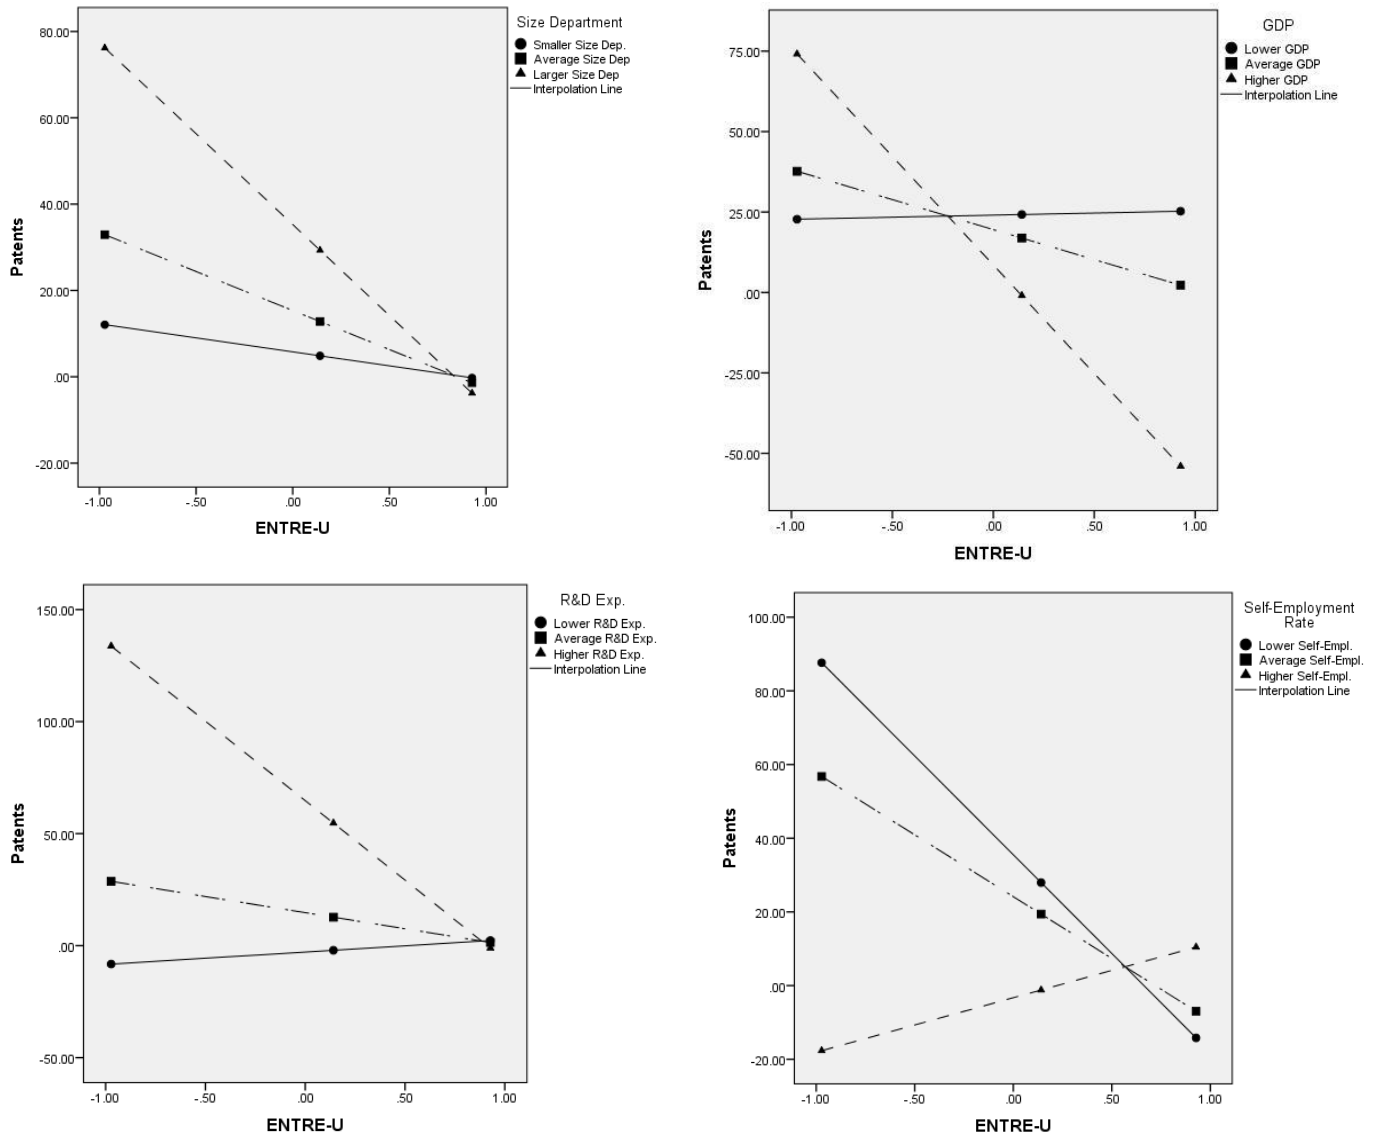 Size Department
Smaller Size Dep.
Average Size Dep
Larger Size Dep
Interpolation Line
80.00
60.00
40.00
20.00
.00
-20.00
Patents
-1.00 -.50 .00 .50 1.00
ENTRE-U
GDP
Lower GDP
Average GDP
Higher GDP
Interpolation Line
75.00
50.00
25.00
.00
-25.00
-50.00
Patents
-1.00 -.50 .00 .50 1.00
ENTRE-U
R&D Exp.
Lower R&D Exp.
Average R&D Exp.
Higher R&D Exp.
Interpolation Line
150.00
100.00
50.00
.00
-50.00
Patents
-1.00 -.50 .00 .50 1.00
ENTRE-U
Self-Employment
Rate
Lower Self-Empl.
Average Self-Empl.
Higher Self-Empl.
Interpolation Line
100.00
80.00
60.00
40.00
20.00
.00
-20.00
Patents
-1.00 -.50 .00 .50 1.00
ENTRE-U